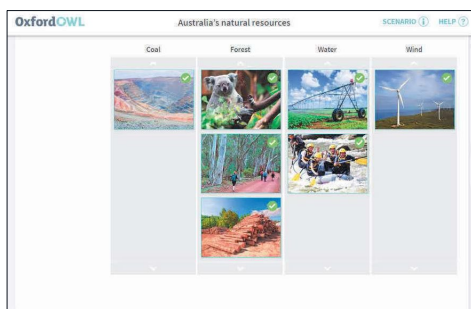 OxfordOWL
Australia's natural resources
SCENARIO
HELP ?
Coal
Forest
Water
Wind